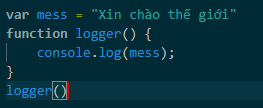 var mess = "Xin chào thế giới"
function logger() {
    console.log(mess);
}
logger()